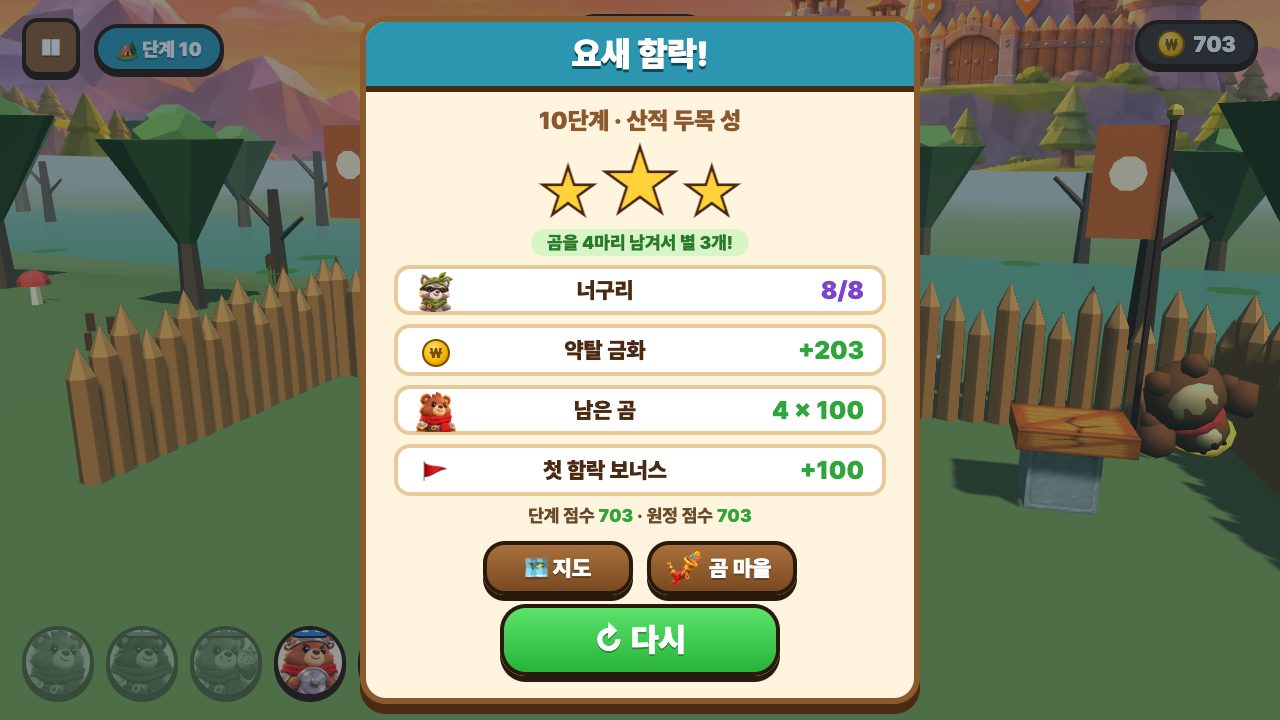 단계 10
703
요새 함락!
10단계 · 산적 두목 성
곰을 4마리 남겨서 별 3개!
너구리 8/8
약탈 금화 +203
남은 곰 4 × 100
첫 함락 보너스 +100
단계 점수 703 · 원정 점수 703
지도
곰 마을
다시